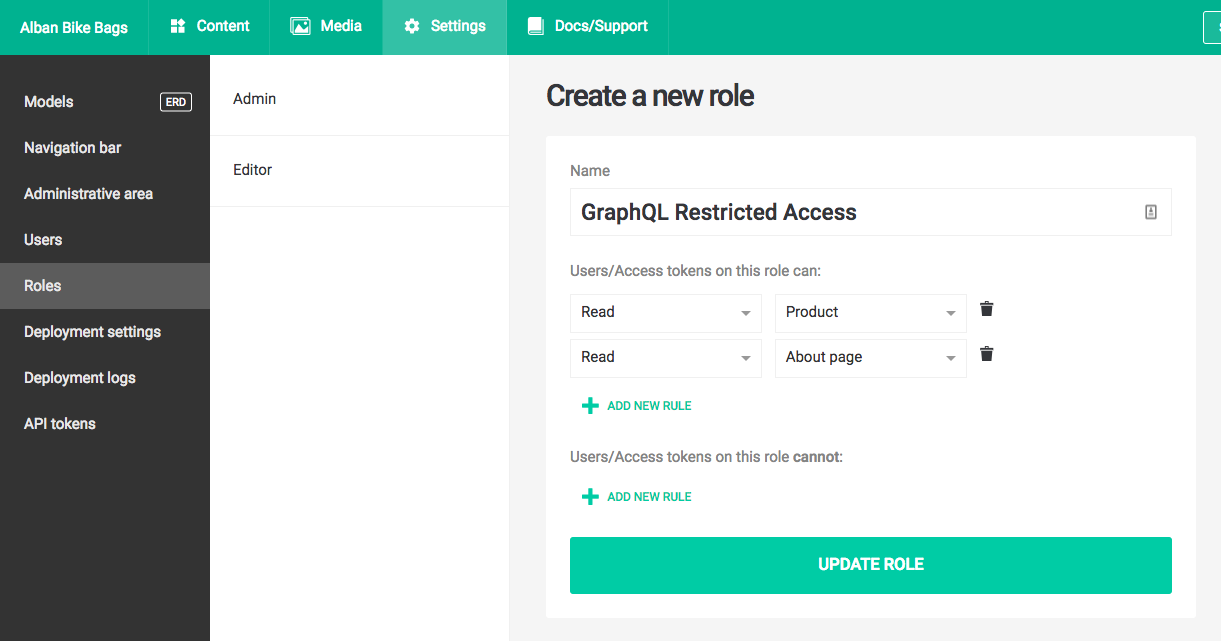 Alban Bike Bags
Content
Media
Settings
Docs/Support
Models
ERD
Navigation bar
Administrative area
Users
Roles
Deployment settings
Deployment logs
API tokens
Admin
Editor
Create a new role
Name
GraphQL Restricted Access
Users/Access tokens on this role can:
Read
Product
Read
About page
ADD NEW RULE
Users/Access tokens on this role cannot:
ADD NEW RULE
UPDATE ROLE